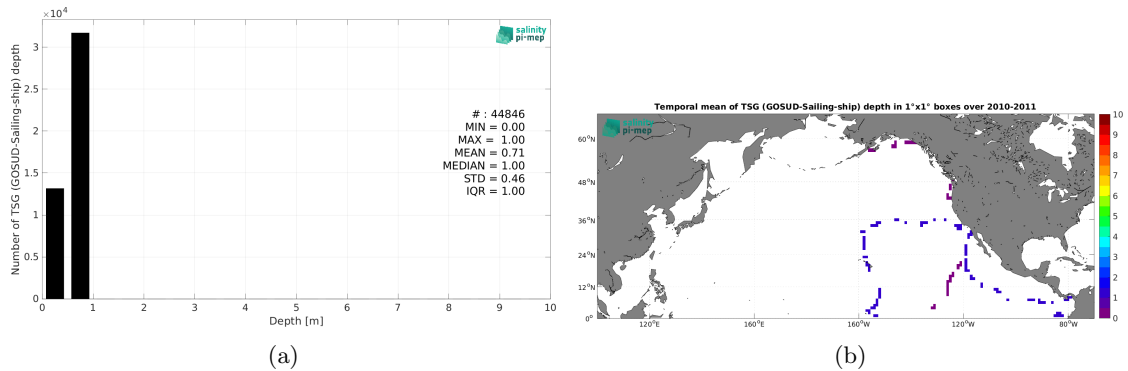 ×10⁴
salinity
pi-mep
Number of TSG (GOSUD-Sailing-ship) depth
3
2.5
2
1.5
1
0.5
0
# : 44846
MIN = 0.00
MAX = 1.00
MEAN = 0.71
MEDIAN = 1.00
STD = 0.46
IQR = 1.00
0 1 2 3 4 5 6 7 8 9 10
Depth [m]
(a)
Temporal mean of TSG (GOSUD-Sailing-ship) depth in 1°x1° boxes over 2010-2011
salinity
pi-mep
60°N
48°N
36°N
24°N
12°N
0°
120°E 160°E 160°W 120°W 80°W
10
9
8
7
6
5
4
3
2
1
0
(b)